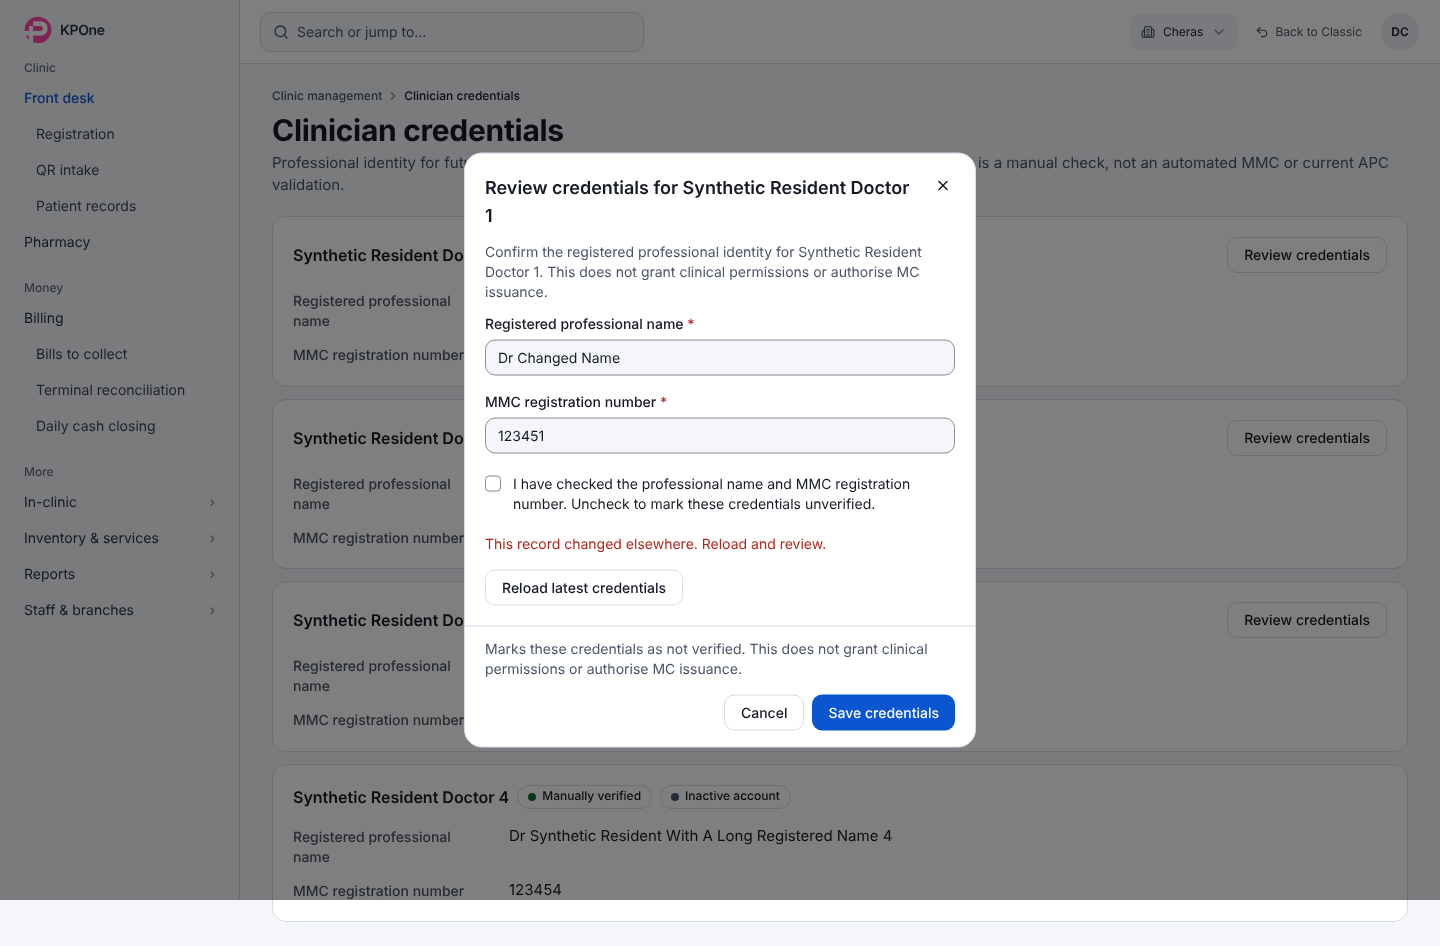 KPOne
Search or jump to...
Cheras
Back to Classic
DC
Clinic
Front desk
Registration
QR intake
Patient records
Pharmacy
Money
Billing
Bills to collect
Terminal reconciliation
Daily cash closing
More
In-clinic
Inventory & services
Reports
Staff & branches
Clinic management > Clinician credentials
Clinician credentials
Professional identity for is a manual check, not an automated MMC or current APC
validation.
Synthetic Resident
Review credentials
Registered professional
name
MMC registration number
Synthetic Resident
Review credentials
Registered professional
name
MMC registration number
Synthetic Resident
Review credentials
Registered professional
name
MMC registration number
Synthetic Resident Doctor 4
Manually verified
Inactive account
Registered professional
name
Dr Synthetic Resident With A Long Registered Name 4
MMC registration number
123454
Review credentials for Synthetic Resident Doctor
1
Confirm the registered professional identity for Synthetic Resident
Doctor 1. This does not grant clinical permissions or authorise MC
issuance.
Registered professional name *
Dr Changed Name
MMC registration number *
123451
I have checked the professional name and MMC registration
number. Uncheck to mark these credentials unverified.
This record changed elsewhere. Reload and review.
Reload latest credentials
Marks these credentials as not verified. This does not grant clinical
permissions or authorise MC issuance.
Cancel
Save credentials